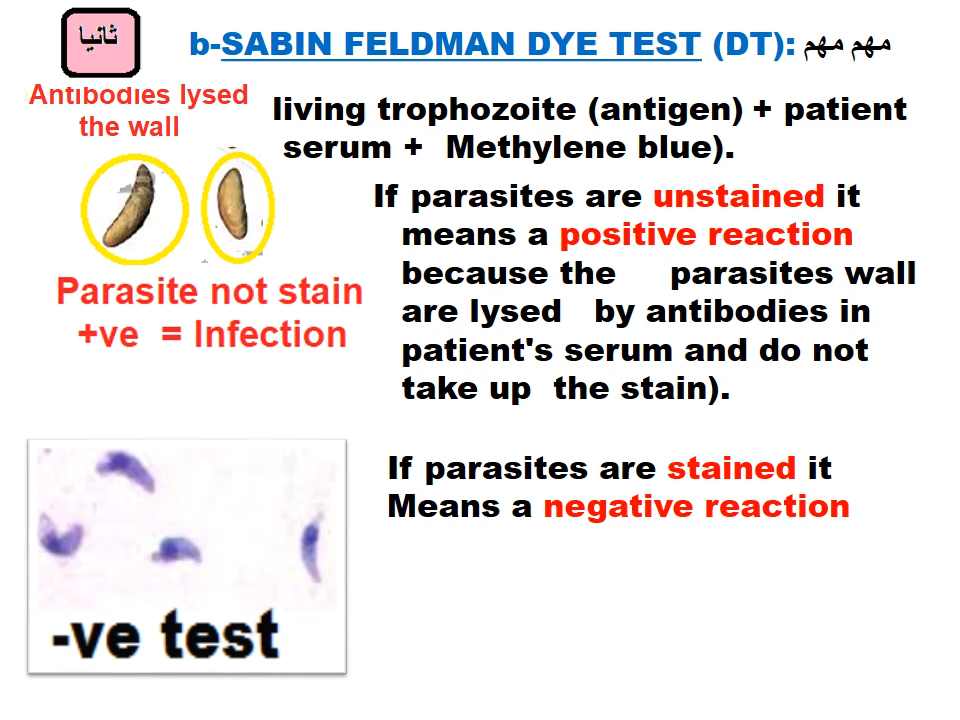 ثانيا
b-SABIN FELDMAN DYE TEST (DT): مهم مهم
Antibodies lysed
the wall
living trophozoite (antigen) + patient
serum + Methylene blue).
If parasites are unstained it
means a positive reaction
because the parasites wall
are lysed by antibodies in
patient's serum and do not
take up the stain).
Parasite not stain
+ve = Infection
If parasites are stained it
Means a negative reaction
-ve test